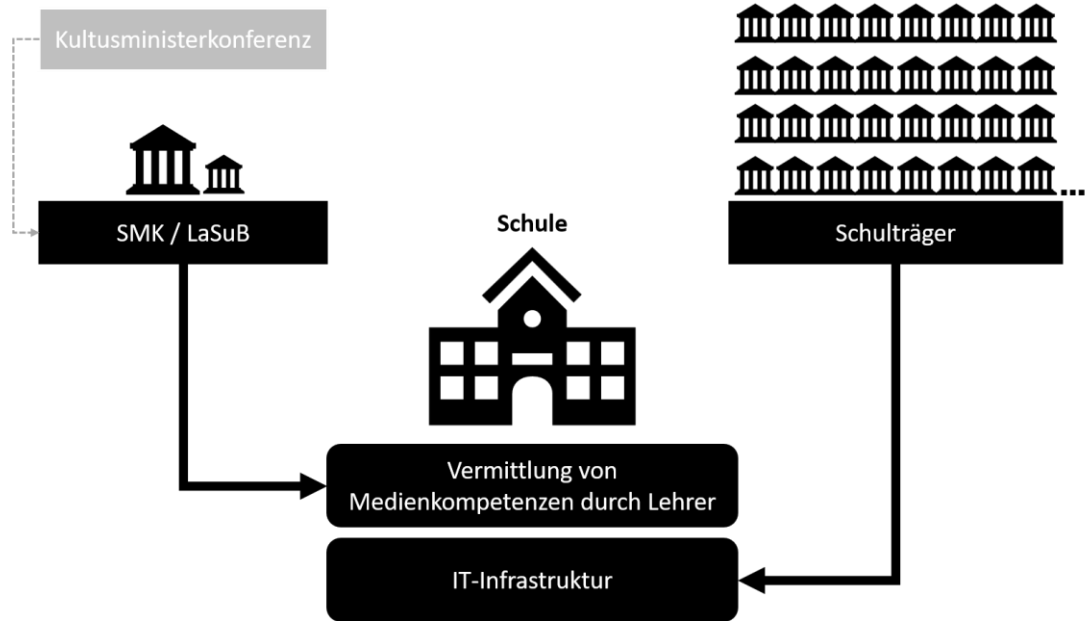 Kultusministerkonferenz
SMK / LaSuB
Schule
Schulträger
...
Vermittlung von
Medienkompetenzen durch Lehrer
IT-Infrastruktur